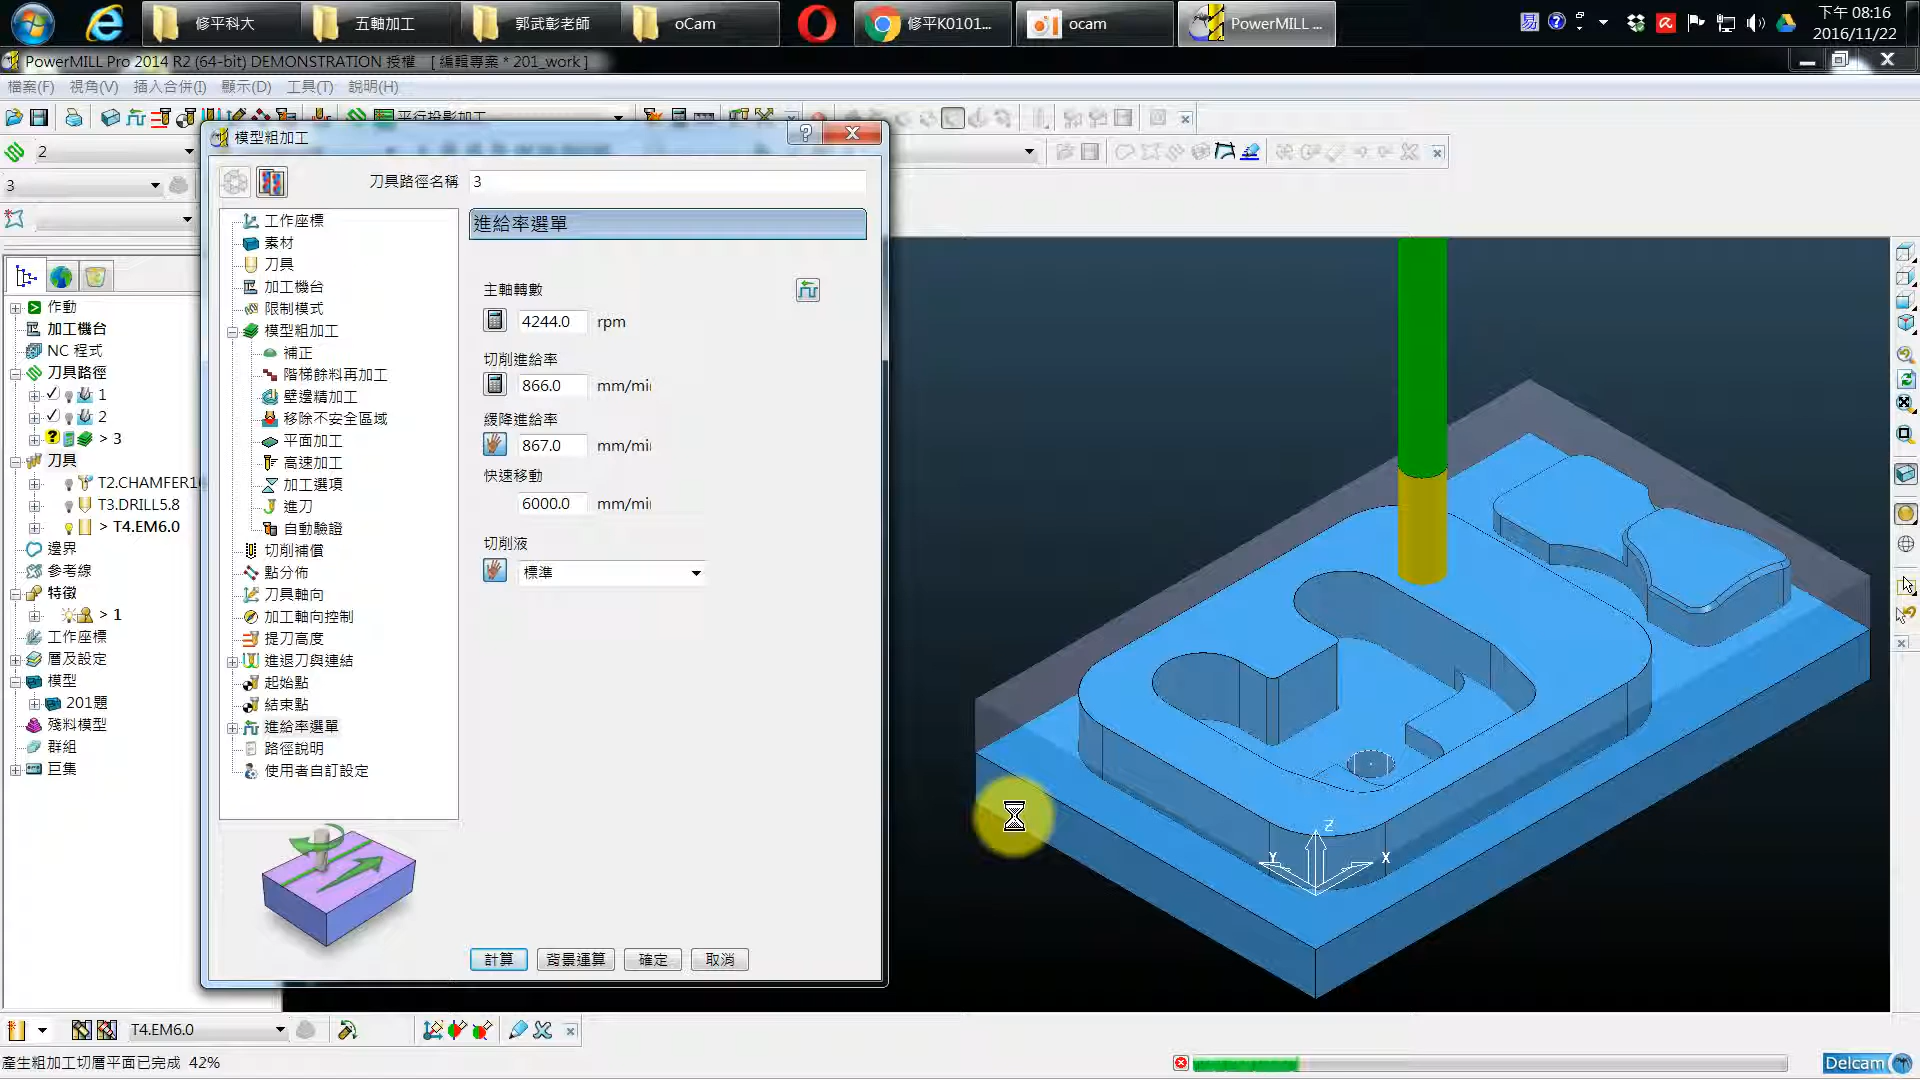 修平科大
五軸加工
郭武彰老師
oCam
修平K0101...
ocam
PowerMILL ...
下午 08:16
2016/11/22
PowerMILL Pro 2014 R2 (64-bit) DEMONSTRATION 授權 [ 編輯專案 * 201_work ]
檔案(F) 視角(V) 插入合併(I) 顯示(D) 工具(T) 說明(H)
平行投影加工
2
3
模型粗加工
刀具路徑名稱 3
進給率選單
主軸轉數
4244.0 rpm
切削進給率
866.0 mm/min
緩降進給率
867.0 mm/min
快速移動
6000.0 mm/min
切削液
標準
工作座標
素材
刀具
加工機台
限制模式
模型粗加工
補正
階梯餘料再加工
壁邊精加工
移除不安全區域
平面加工
高速加工
加工選項
進刀
自動驗證
切削補償
點分佈
刀具軸向
加工軸向控制
提刀高度
進退刀與連結
起始點
結束點
進給率選單
路徑說明
使用者自訂設定
計算 背景運算 確定 取消
作動
加工機台
NC 程式
刀具路徑
1
2
> 3
刀具
T2.CHAMFER10
T3.DRILL5.8
> T4.EM6.0
邊界
參考線
特徵
> 1
工作座標
層及設定
模型
201題
殘料模型
群組
巨集
Z
Y
X
T4.EM6.0
產生粗加工切層平面已完成 42%
Delcam